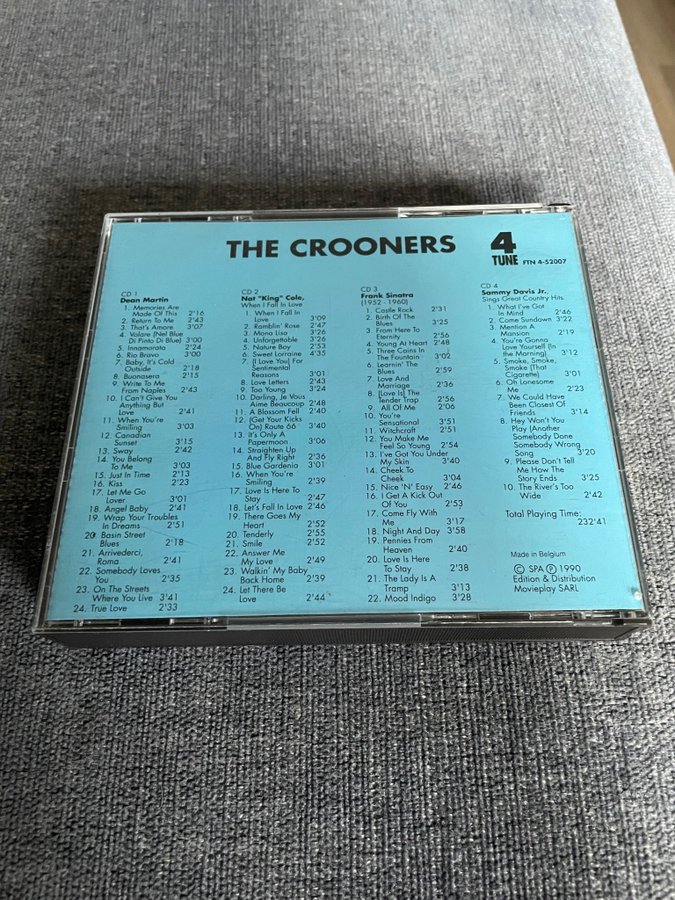 THE CROONERS
4
TUNE
FTN 4-52007
CD 1
Dean Martin
1. Memories Are
Made Of This 2'16
2. Return To Me 2'43
3. That's Amore 3'07
4. Volare (Nel Blue
Di Pinto Di Blue) 3'00
5. Innamorata 2'24
6. Rio Bravo 3'00
7. Baby, It's Cold
Outside 2'18
8. Buonasera 2'15
9. Write To Me
From Naples 2'43
10. I Can't Give You
Anything But
Love 2'41
11. When You're
Smiling 3'03
12. Canadian
Sunset 3'15
13. Sway 2'42
14. You Belong
To Me 3'03
15. Just In Time 2'13
16. Kiss 2'23
17. Let Me Go
Lover 3'01
18. Angel Baby 2'41
19. Wrap Your Troubles
In Dreams 2'51
20. Basin Street
Blues 2'18
21. Arrivederci,
Roma 2'41
22. Somebody Loves
You 2'35
23. On The Streets
Where You Live 3'41
24. True Love 2'33
CD 2
Nat "King" Cole,
When I Fall In Love
1. When I Fall In
Love 3'09
2. Ramblin' Rose 2'47
3. Mona Lisa 3'26
4. Unforgettable 3'26
5. Nature Boy 2'53
6. Sweet Lorraine 4'35
7. (I Love You) For
Sentimental
Reasons 3'01
8. Love Letters 2'43
9. Too Young 3'24
10. Darling, Je Vous
Aime Beaucoup 2'48
11. A Blossom Fell 2'40
12. (Get Your Kicks
On) Route 66 3'40
13. It's Only A
Papermoon 3'06
14. Straighten Up
And Fly Right 2'36
15. Blue Gardenia 3'01
16. When You're
Smiling 2'39
17. Love Is Here To
Stay 2'47
18. Let's Fall In Love 2'46
19. There Goes My
Heart 2'52
20. Tenderly 2'55
21. Smile 2'52
22. Answer Me
My Love 2'49
23. Walkin' My Baby
Back Home 2'39
24. Let There Be
Love 2'44
CD 3
Frank Sinatra
(1952 - 1960)
1. Castle Rock 2'31
2. Birth Of The
Blues 3'25
3. From Here To
Eternity 2'56
4. Young At Heart 2'48
5. Three Coins In
The Fountain 3'02
6. Learnin' The
Blues 2'59
7. Love And
Marriage 2'36
8. (Love Is) The
Tender Trap 2'56
9. All Of Me 2'06
10. You're
Sensational 3'51
11. Witchcraft 2'51
12. You Make Me
Feel So Young 2'54
13. I've Got You Under
My Skin 3'40
14. Cheek To
Cheek 3'04
15. Nice 'N' Easy 2'46
16. I Get A Kick Out
Of You 2'53
17. Come Fly With
Me 3'17
18. Night And Day 3'58
19. Pennies From
Heaven 2'40
20. Love Is Here
To Stay 2'38
21. The Lady Is A
Tramp 3'13
22. Mood Indigo 3'28
CD 4
Sammy Davis Jr.,
Sings Great Country Hits
1. What I've Got
In Mind 2'46
2. Come Sundown 3'22
3. Mention A
Mansion 2'19
4. You're Gonna
Love Yourself (In
the Morning) 3'12
5. Smoke, Smoke,
Smoke (That
Cigarette) 3'01
6. Oh Lonesome
Me 2'23
7. We Could Have
Been Closest Of
Friends 3'14
8. Hey Won't You
Play (Another
Somebody Done
Somebody Wrong
Song) 3'20
9. Please Don't Tell
Me How The
Story Ends 3'25
10. The River's Too
Wide 2'42
Total Playing Time:
232'41
Made in Belgium
© SPA ℗ 1990
Edition & Distribution
Movieplay SARL